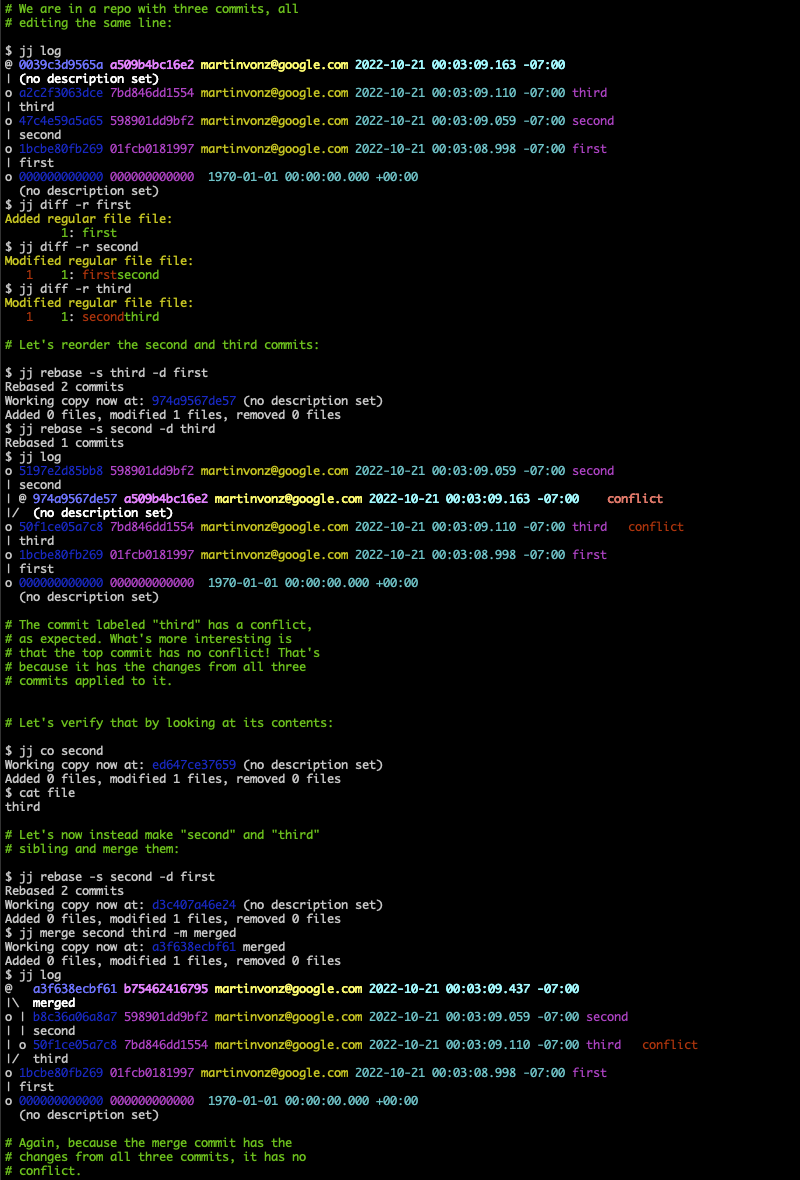 # We are in a repo with three commits, all
# editing the same line:
$ jj log
@ 0039c3d9565a a509b4bc16e2 martinvonz@google.com 2022-10-21 00:03:09.163 -07:00
| (no description set)
o a2c2f3063dce 7bd846dd1554 martinvonz@google.com 2022-10-21 00:03:09.110 -07:00 third
| third
o 47c4e59a5a65 598901dd9bf2 martinvonz@google.com 2022-10-21 00:03:09.059 -07:00 second
| second
o 1bcbe80fb269 01fcb0181997 martinvonz@google.com 2022-10-21 00:03:08.998 -07:00 first
| first
o 000000000000 000000000000  1970-01-01 00:00:00.000 +00:00
  (no description set)
$ jj diff -r first
Added regular file file:
        1: first
$ jj diff -r second
Modified regular file file:
   1    1: firstsecond
$ jj diff -r third
Modified regular file file:
   1    1: secondthird
# Let's reorder the second and third commits:
$ jj rebase -s third -d first
Rebased 2 commits
Working copy now at: 974a9567de57 (no description set)
Added 0 files, modified 1 files, removed 0 files
$ jj rebase -s second -d third
Rebased 1 commits
$ jj log
o 5197e2d85bb8 598901dd9bf2 martinvonz@google.com 2022-10-21 00:03:09.059 -07:00 second
| second
| @ 974a9567de57 a509b4bc16e2 martinvonz@google.com 2022-10-21 00:03:09.163 -07:00    conflict
|/  (no description set)
o 50f1ce05a7c8 7bd846dd1554 martinvonz@google.com 2022-10-21 00:03:09.110 -07:00 third   conflict
| third
o 1bcbe80fb269 01fcb0181997 martinvonz@google.com 2022-10-21 00:03:08.998 -07:00 first
| first
o 000000000000 000000000000  1970-01-01 00:00:00.000 +00:00
  (no description set)
# The commit labeled "third" has a conflict,
# as expected. What's more interesting is
# that the top commit has no conflict! That's
# because it has the changes from all three
# commits applied to it.
# Let's verify that by looking at its contents:
$ jj co second
Working copy now at: ed647ce37659 (no description set)
Added 0 files, modified 1 files, removed 0 files
$ cat file
third
# Let's now instead make "second" and "third"
# sibling and merge them:
$ jj rebase -s second -d first
Rebased 2 commits
Working copy now at: d3c407a46e24 (no description set)
Added 0 files, modified 1 files, removed 0 files
$ jj merge second third -m merged
Working copy now at: a3f638ecbf61 merged
Added 0 files, modified 1 files, removed 0 files
$ jj log
@   a3f638ecbf61 b75462416795 martinvonz@google.com 2022-10-21 00:03:09.437 -07:00
|\  merged
o | b8c36a06a8a7 598901dd9bf2 martinvonz@google.com 2022-10-21 00:03:09.059 -07:00 second
| | second
| o 50f1ce05a7c8 7bd846dd1554 martinvonz@google.com 2022-10-21 00:03:09.110 -07:00 third   conflict
|/  third
o 1bcbe80fb269 01fcb0181997 martinvonz@google.com 2022-10-21 00:03:08.998 -07:00 first
| first
o 000000000000 000000000000  1970-01-01 00:00:00.000 +00:00
  (no description set)
# Again, because the merge commit has the
# changes from all three commits, it has no
# conflict.